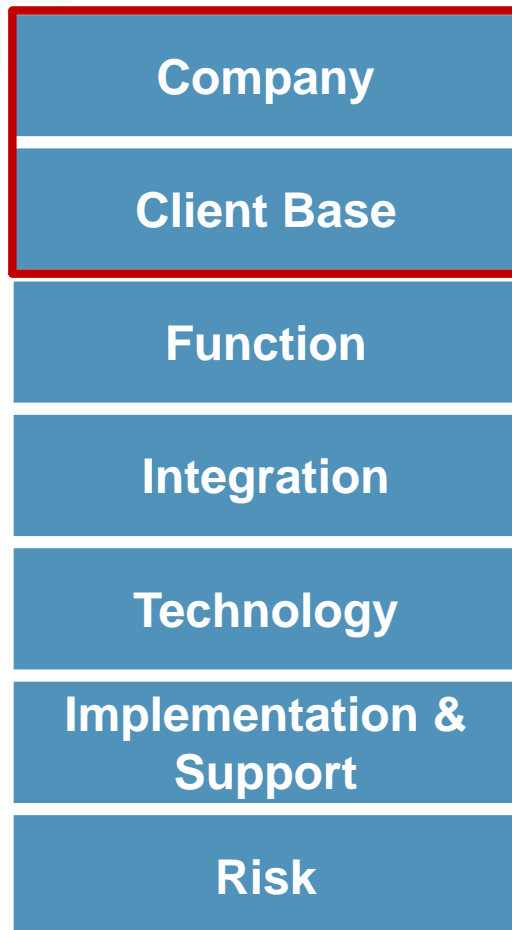 Company
Client Base
Function
Integration
Technology
Implementation &
Support
Risk